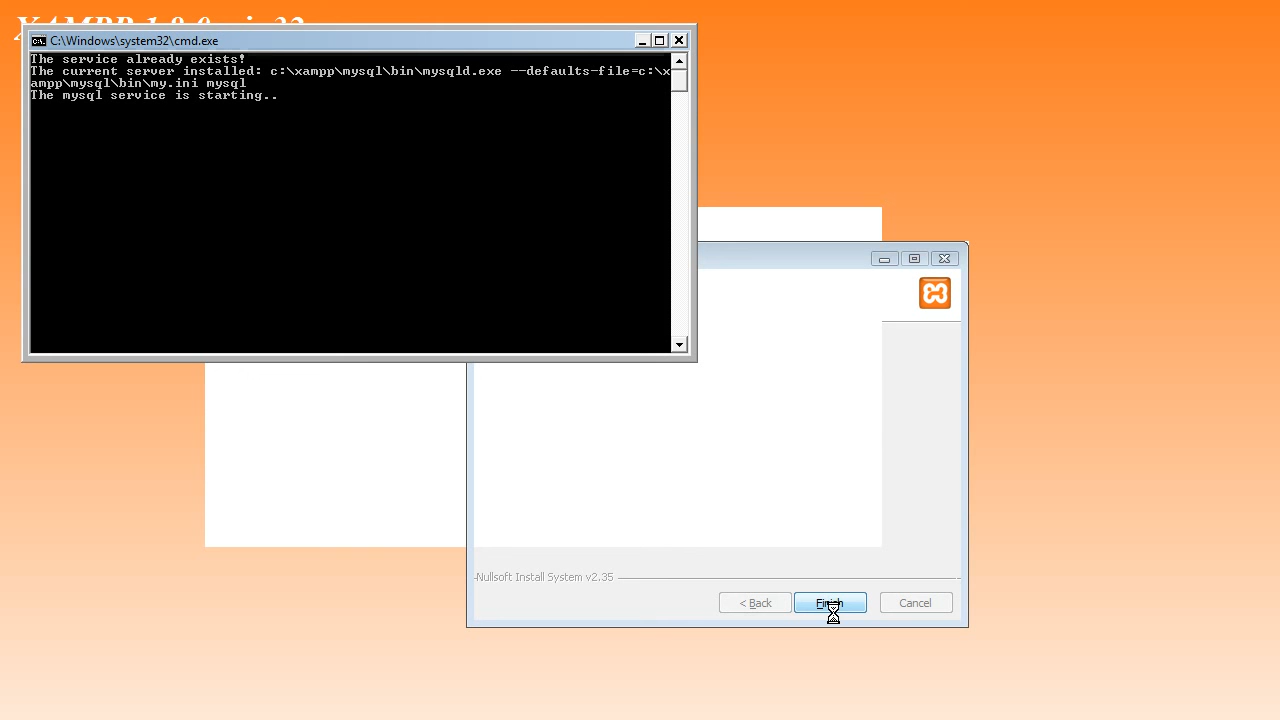 C:\Windows\system32\cmd.exe
The service already exists!
The current server installed: c:\xampp\mysql\bin\mysqld.exe --defaults-file=c:\x
ampp\mysql\bin\my.ini mysql
The mysql service is starting..
Nullsoft Install System v2.35
< Back
Finish
Cancel